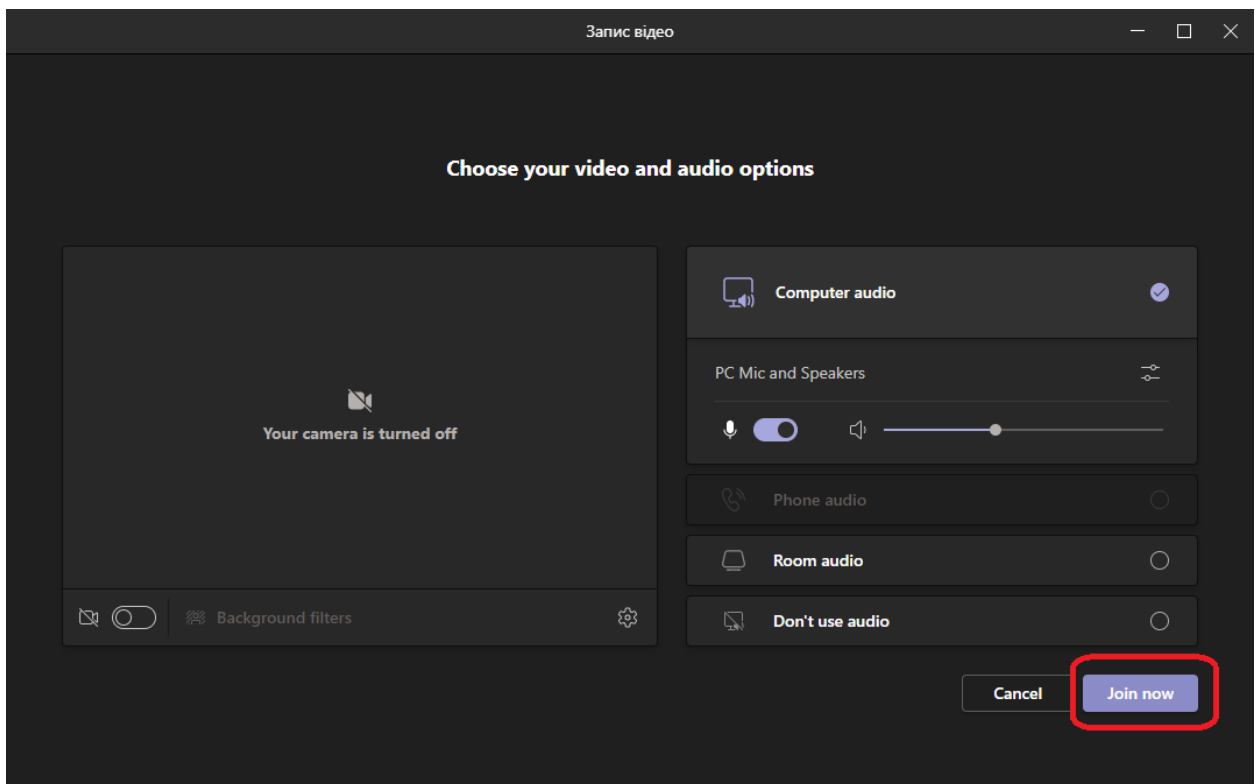 Запис відео
Choose your video and audio options
Your camera is turned off
Background filters
Computer audio
PC Mic and Speakers
Phone audio
Room audio
Don't use audio
Cancel
Join now